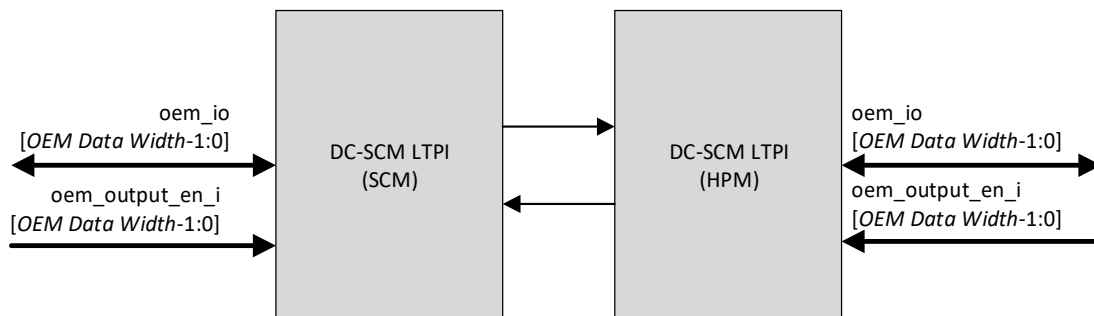 oem_io
[OEM Data Width-1:0]
oem_output_en_i
[OEM Data Width-1:0]
DC-SCM LTPI
(SCM)
DC-SCM LTPI
(HPM)
oem_io
[OEM Data Width-1:0]
oem_output_en_i
[OEM Data Width-1:0]